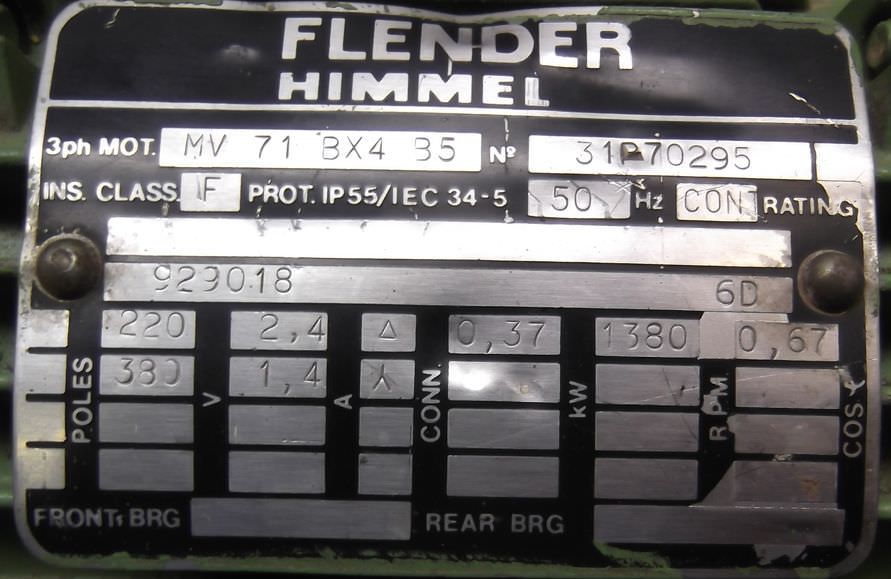 FLENDER
HIMMEL
3ph MOT. MV 71 BX4 B5 Nº 31P70295
INS. CLASS. F PROT. IP55/IEC 34-5 50 Hz CONT RATING
929018 6D
220 2,4 △ 0,37 1380 0,67
380 1,4 人
POLES V A CONN. kW R.P.M. COS φ
FRONT BRG REAR BRG